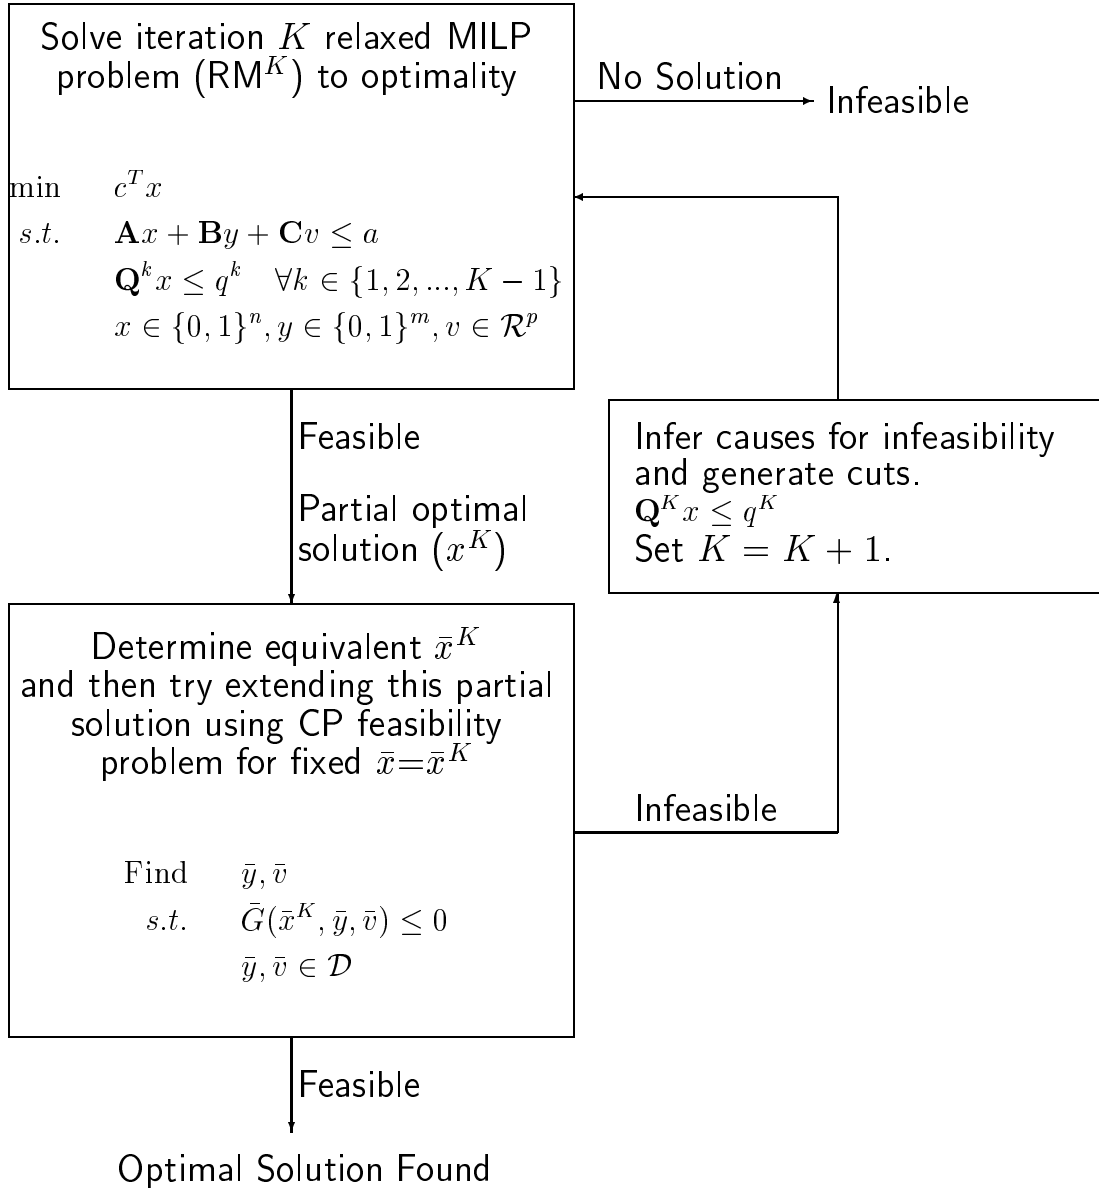 Solve iteration K relaxed MILP
problem (RM^K) to optimality
min c^T x
s.t. Ax + By + Cv ≤ a
Q^k x ≤ q^k ∀k ∈ {1, 2, ..., K − 1}
x ∈ {0, 1}^n, y ∈ {0, 1}^m, v ∈ ℛ^p
No Solution
Infeasible
Feasible
Partial optimal
solution (x^K)
Infer causes for infeasibility
and generate cuts.
Q^K x ≤ q^K
Set K = K + 1.
Determine equivalent x̄^K
and then try extending this partial
solution using CP feasibility
problem for fixed x̄=x̄^K
Find ȳ, v̄
s.t. Ḡ(x̄^K, ȳ, v̄) ≤ 0
ȳ, v̄ ∈ 𝒟
Infeasible
Feasible
Optimal Solution Found